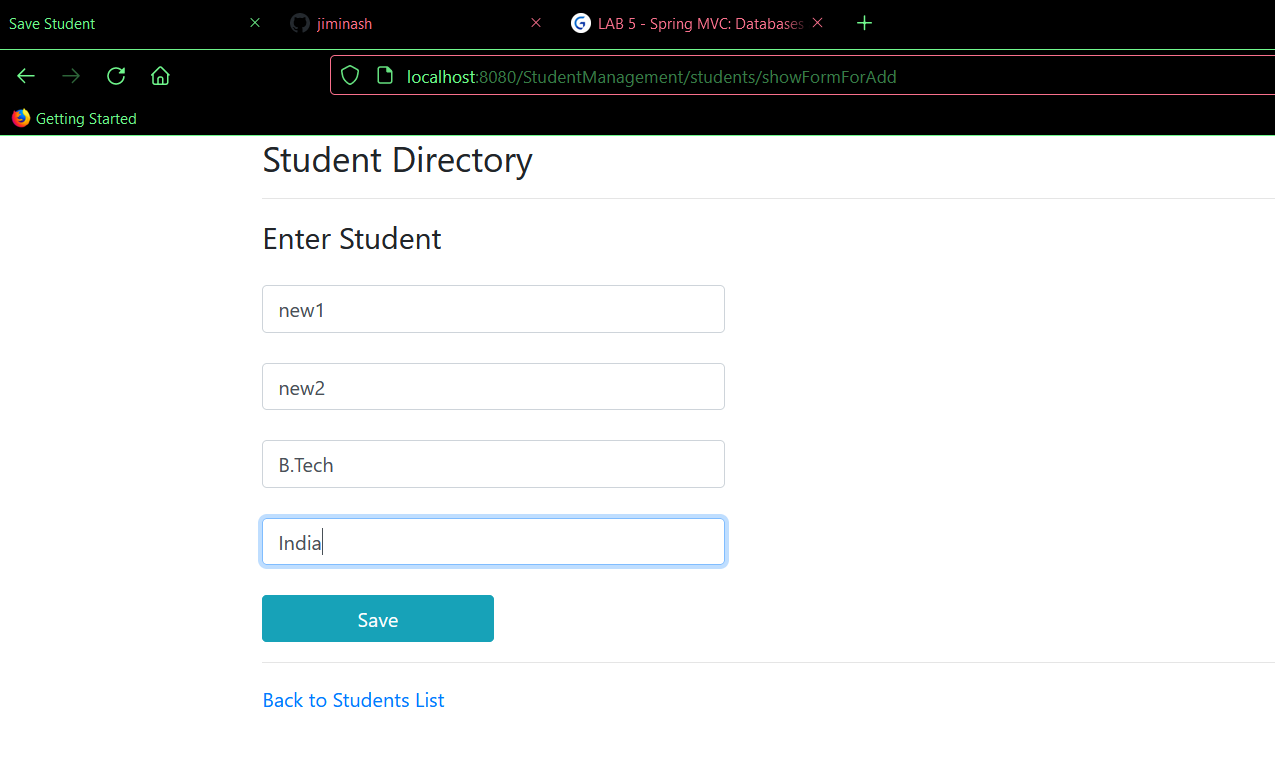 Save Student
jiminash
LAB 5 - Spring MVC: Databases
localhost:8080/StudentManagement/students/showFormForAdd
Getting Started
Student Directory
Enter Student
new1
new2
B.Tech
India
Save
Back to Students List